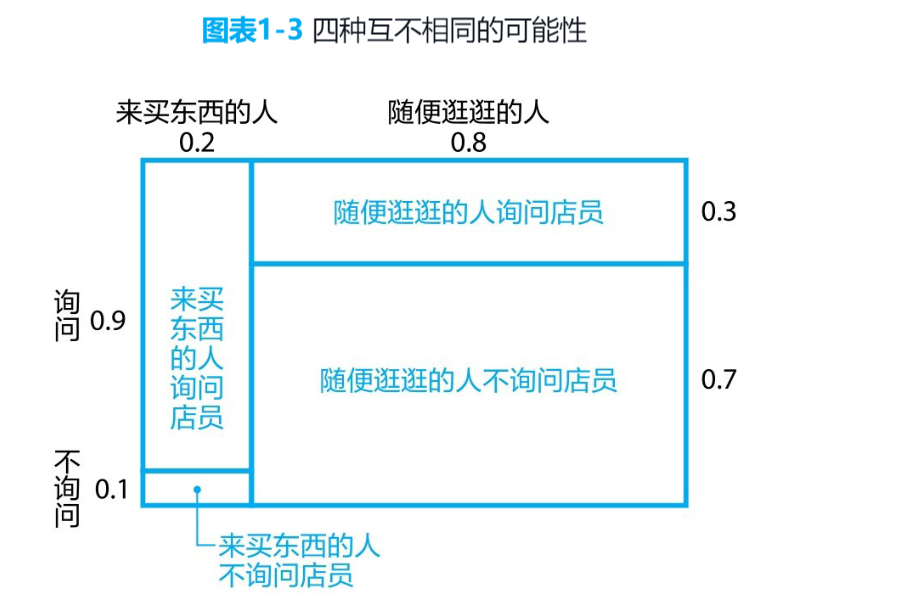 图表1-3 四种互不相同的可能性
来买东西的人
0.2
随便逛逛的人
0.8
随便逛逛的人询问店员
0.3
询问
0.9
来买
东西
的人
询问
店员
随便逛逛的人不询问店员
0.7
不询问
0.1
来买东西的人
不询问店员